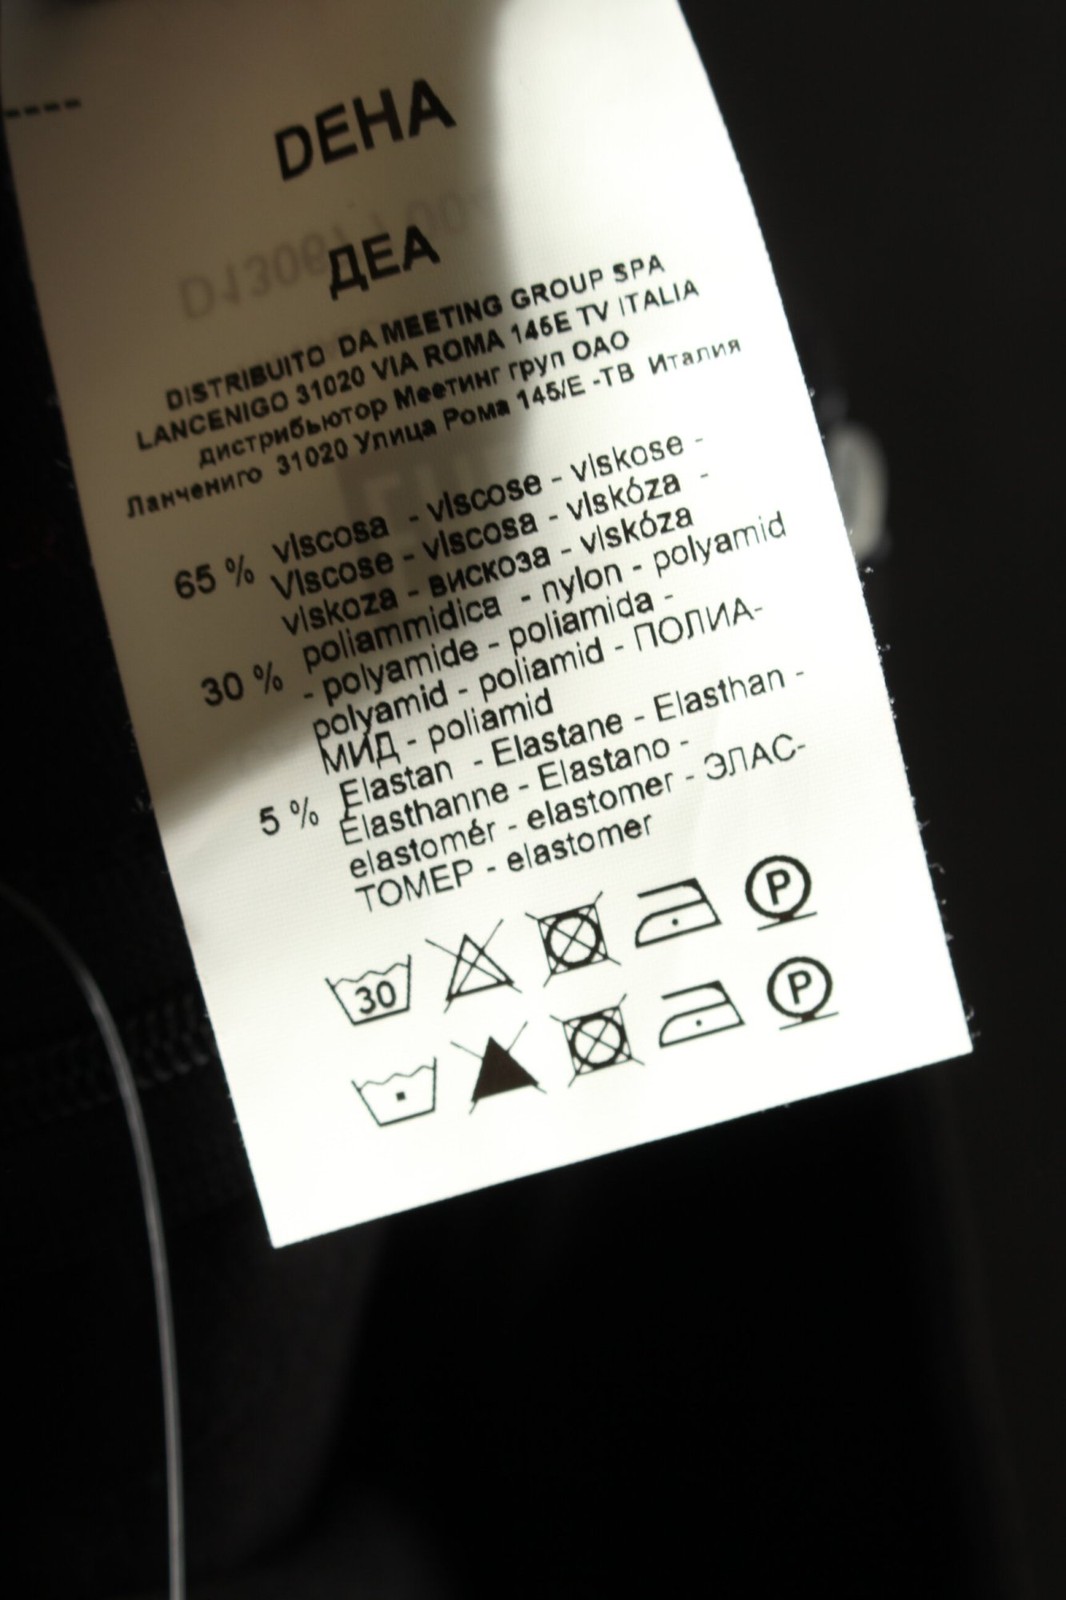 DEHA
ДЕА
DISTRIBUITO DA MEETING GROUP SPA
LANCENIGO 31020 VIA ROMA 145E TV ITALIA
дистрибьютор Меетинг груп ОАО
Ланчениго 31020 Улица Рома 145/E -ТВ Италия
65 % viscosa - viscose - viskose -
Viscose - viscosa - viskóza -
viskoza - вискоза - viskóza
30 % poliammidica - nylon - polyamid
- polyamide - poliamida -
polyamid - poliamid - ПОЛИА-
МИД - poliamid
5 % Elastan - Elastane - Elasthan -
Elasthanne - Elastano -
elastomér - elastomer - ЭЛАС-
ТОМЕР - elastomer
30 P
P